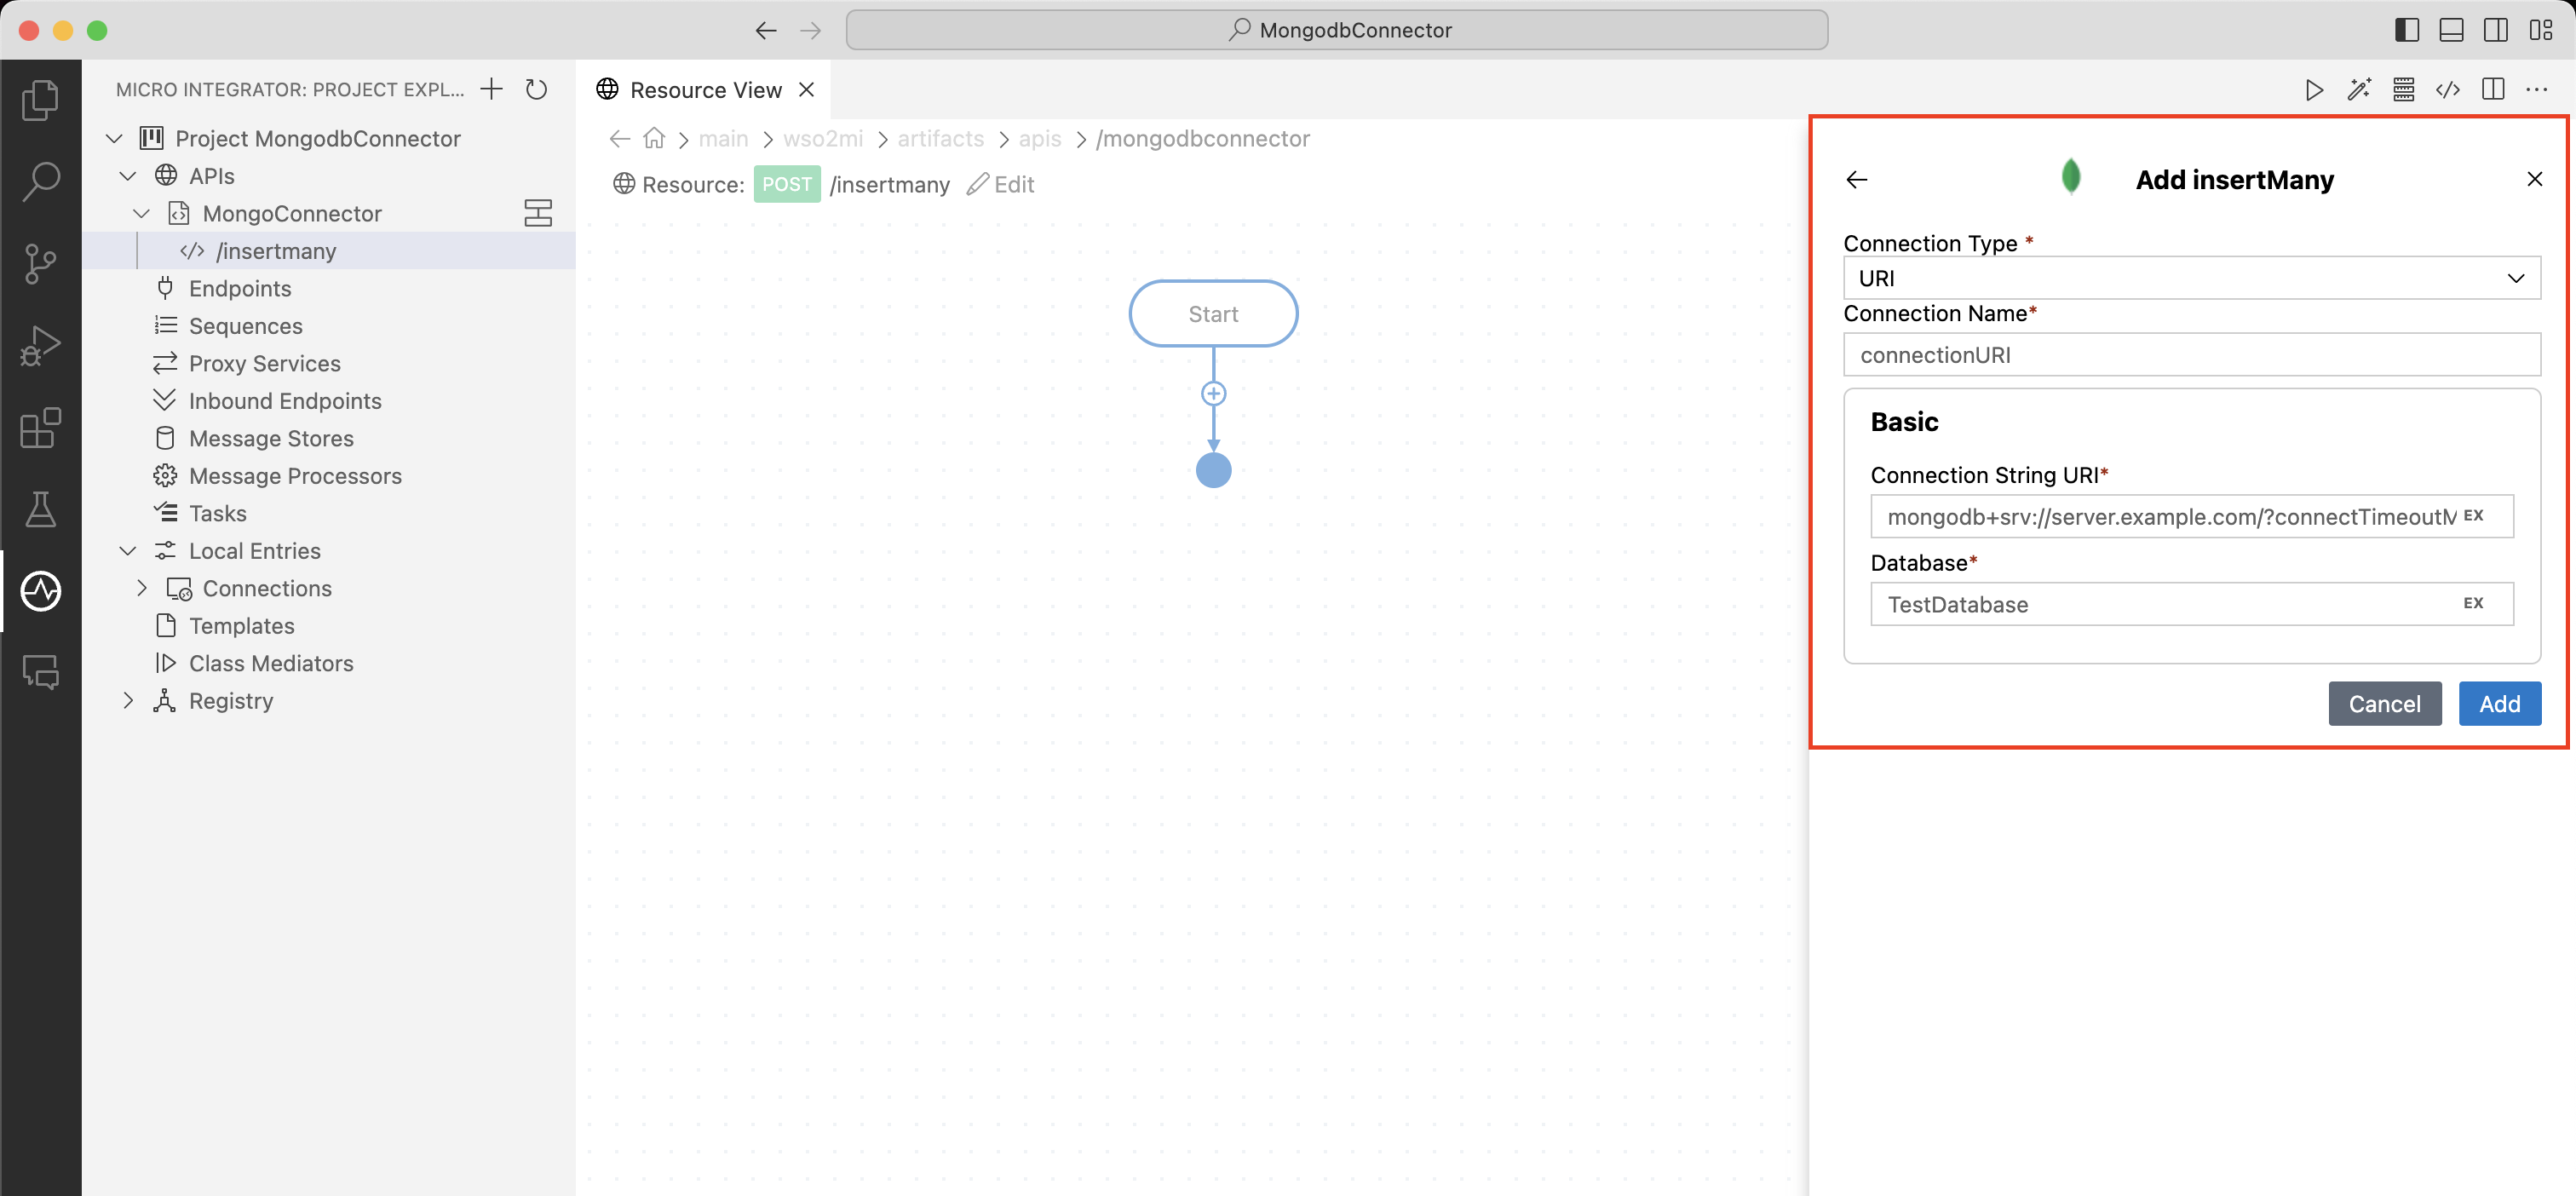 MongodbConnector
MICRO INTEGRATOR: PROJECT EXPL...
Project MongodbConnector
APIs
MongoConnector
/insertmany
Endpoints
Sequences
Proxy Services
Inbound Endpoints
Message Stores
Message Processors
Tasks
Local Entries
Connections
Templates
Class Mediators
Registry
Resource View
main > wso2mi > artifacts > apis > /mongodbconnector
Resource: POST /insertmany Edit
Start
Add insertMany
Connection Type *
URI
Connection Name*
connectionURI
Basic
Connection String URI*
mongodb+srv://server.example.com/?connectTimeoutM EX
Database*
TestDatabase EX
Cancel Add